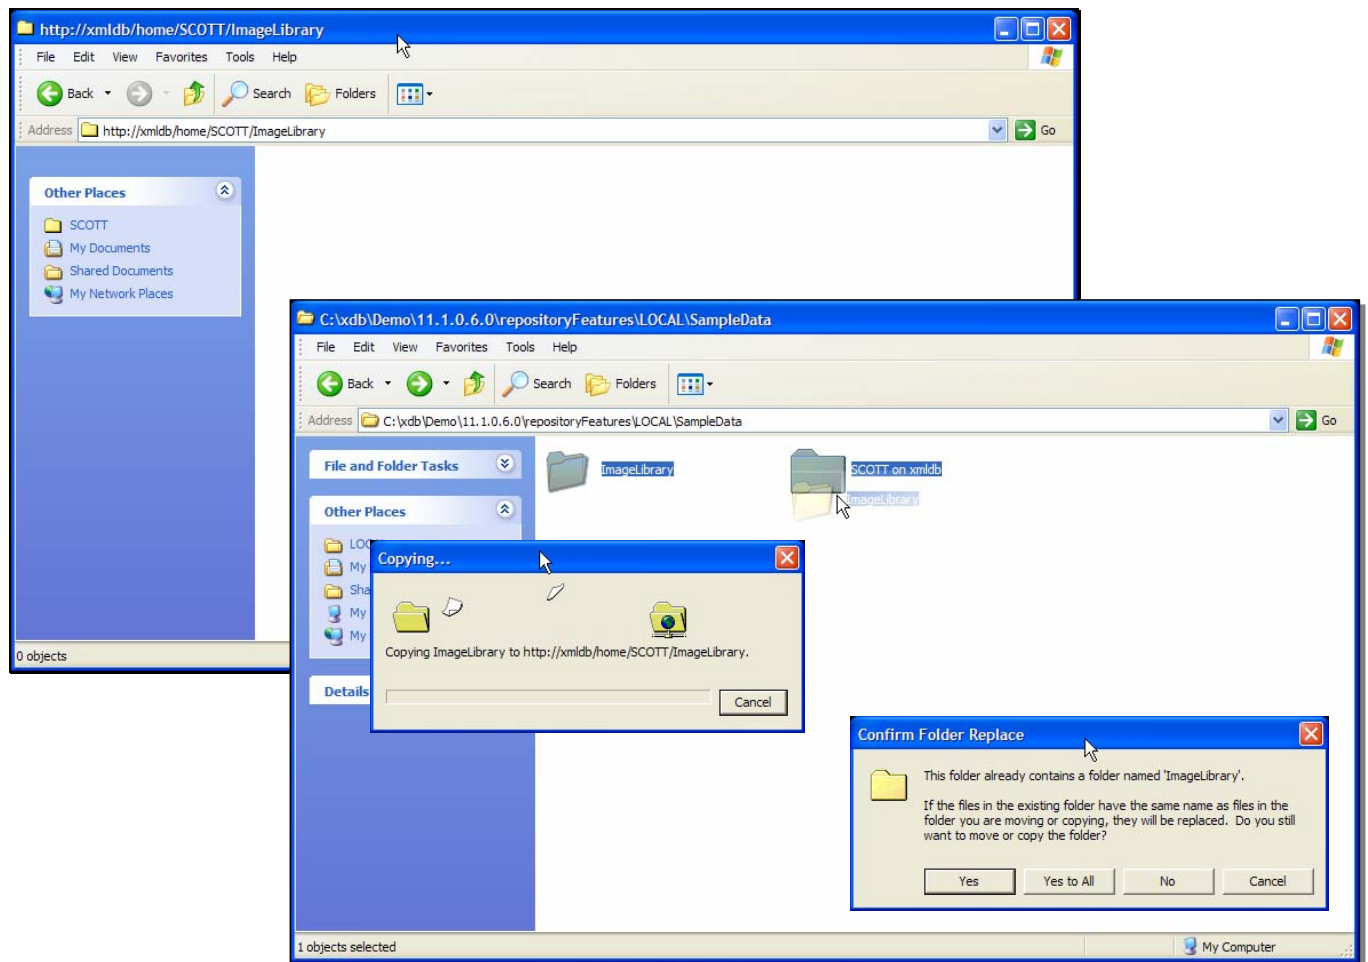 http://xmldb/home/SCOTT/ImageLibrary
File Edit View Favorites Tools Help
Back Search Folders
Address http://xmldb/home/SCOTT/ImageLibrary Go
Other Places
SCOTT
My Documents
Shared Documents
My Network Places
0 objects
C:\xdb\Demo\11.1.0.6.0\repositoryFeatures\LOCAL\SampleData
File Edit View Favorites Tools Help
Back Search Folders
Address C:\xdb\Demo\11.1.0.6.0\repositoryFeatures\LOCAL\SampleData Go
File and Folder Tasks
Other Places
My
My
My
Details
ImageLibrary
SCOTT on xmldb
ImageLibrary
Copying...
Copying ImageLibrary to http://xmldb/home/SCOTT/ImageLibrary.
Cancel
Confirm Folder Replace
This folder already contains a folder named 'ImageLibrary'.
If the files in the existing folder have the same name as files in the
folder you are moving or copying, they will be replaced. Do you still
want to move or copy the folder?
Yes Yes to All No Cancel
1 objects selected My Computer